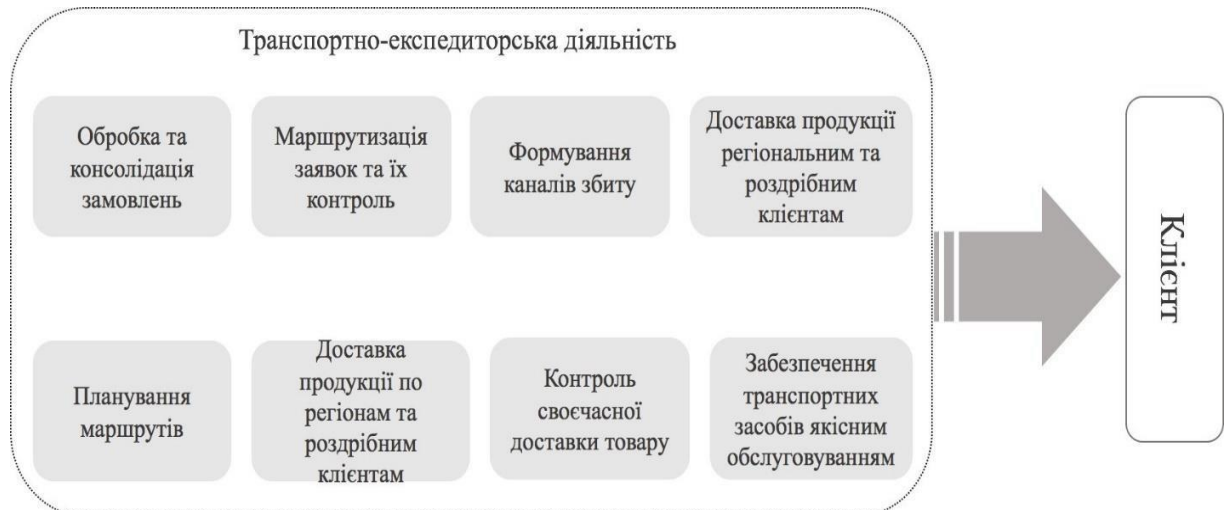 Транспортно-експедиторська діяльність
Обробка та
консолідація
замовлень
Маршрутизація
заявок та їх
контроль
Формування
каналів збиту
Доставка продукції
регіональним та
роздрібним
клієнтам
Планування
маршрутів
Доставка
продукції по
регіонам та
роздрібним
клієнтам
Контроль
своєчасної
доставки товару
Забезпечення
транспортних
засобів якісним
обслуговуванням
Клієнт